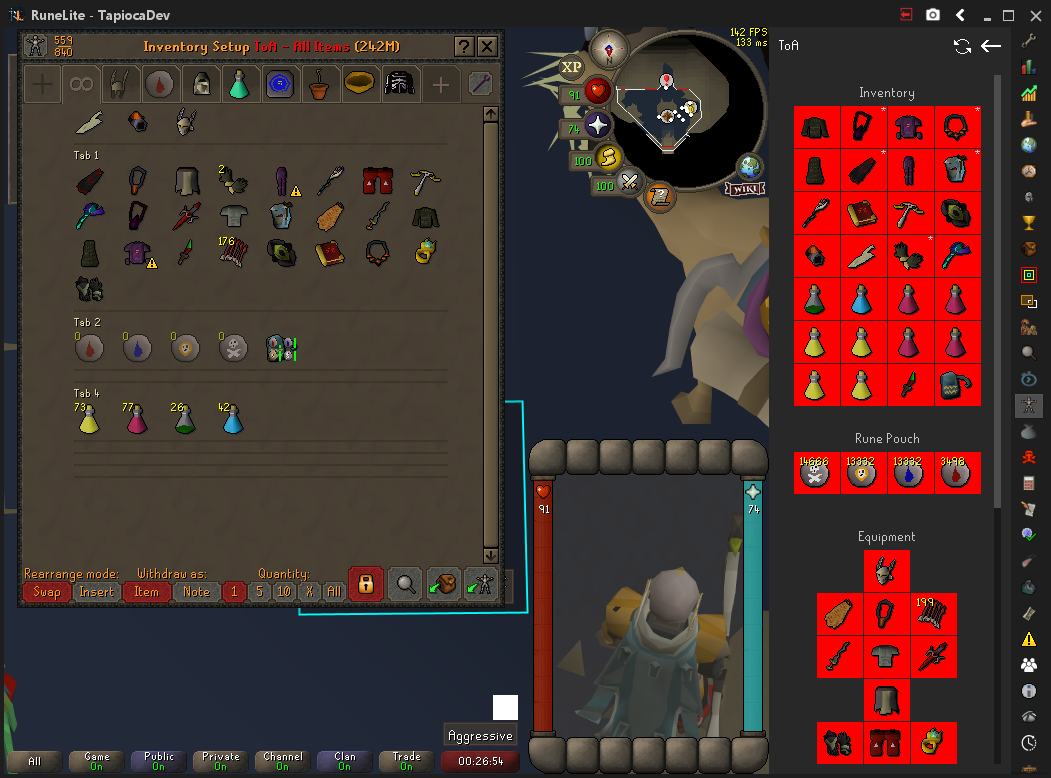 RuneLite - TapiocaDev
559
840
Inventory Setup ToA - All Items (242M)
?
Tab 1
2
176
Tab 2
0
0
0
0
Tab 4
73
77
26
42
Rearrange mode:
Withdraw as:
Quantity:
Swap
Insert
Item
Note
1
5
10
X
All
142 FPS
133 ms
XP
N
91
74
100
100
WIKI
91
74
Aggressive
All
Game
On
Public
On
Private
On
Channel
On
Clan
On
Trade
On
00:26:54
ToA
Inventory
*
*
*
*
*
Rune Pouch
14666
13332
13332
3498
Equipment
199